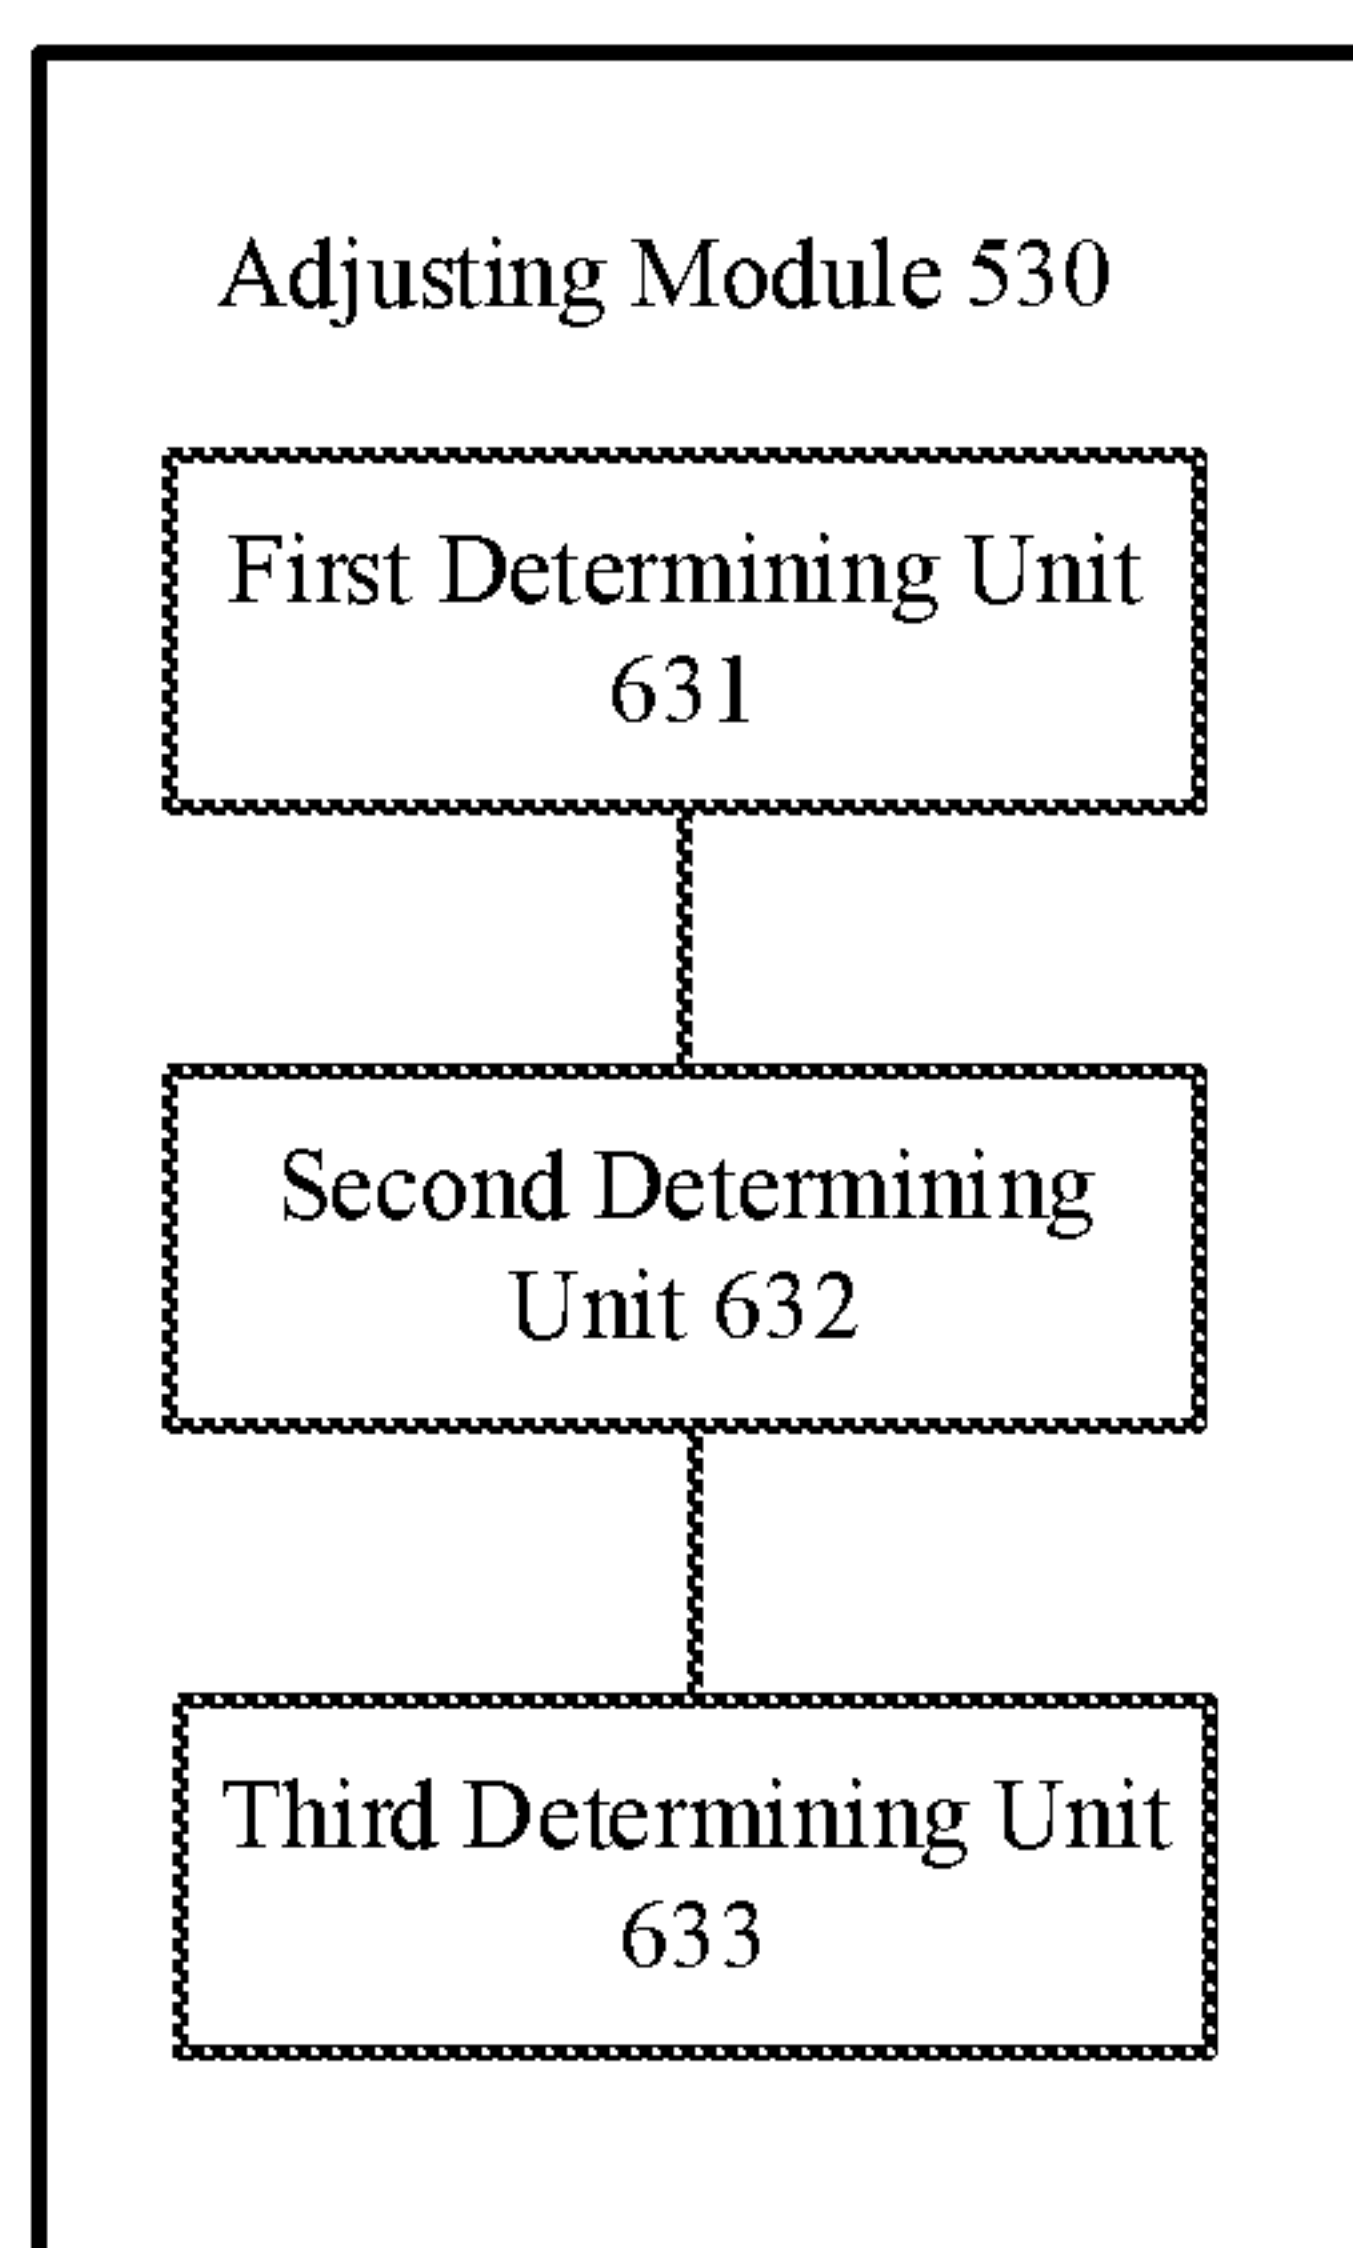 Adjusting Module 530
First Determining Unit
631
Second Determining
Unit 632
Third Determining Unit
633